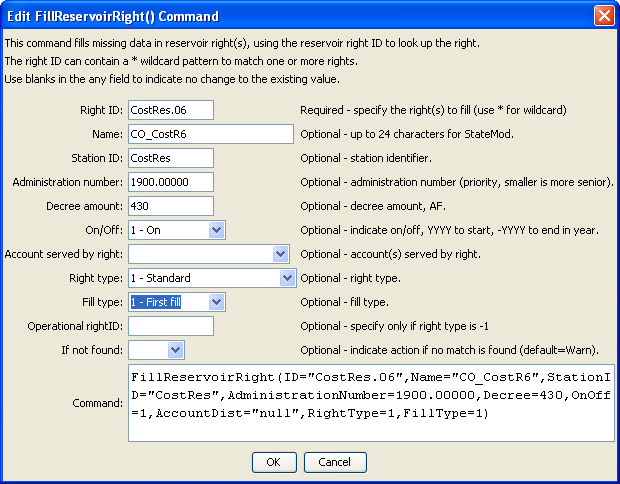 Edit FillReservoirRight() Command
This command fills missing data in reservoir right(s), using the reservoir right ID to look up the right.
The right ID can contain a * wildcard pattern to match one or more rights.
Use blanks in the any field to indicate no change to the existing value.
Right ID: CostRes.06 Required - specify the right(s) to fill (use * for wildcard)
Name: CO_CostR6 Optional - up to 24 characters for StateMod.
Station ID: CostRes Optional - station identifier.
Administration number: 1900.00000 Optional - administration number (priority, smaller is more senior).
Decree amount: 430 Optional - decree amount, AF.
On/Off: 1 - On Optional - indicate on/off, YYYY to start, -YYYY to end in year.
Account served by right: Optional - account(s) served by right.
Right type: 1 - Standard Optional - right type.
Fill type: 1 - First fill Optional - fill type.
Operational rightID: Optional - specify only if right type is -1
If not found: Optional - indicate action if no match is found (default=Warn).
Command: FillReservoirRight(ID="CostRes.06",Name="CO_CostR6",StationI
D="CostRes",AdministrationNumber=1900.00000,Decree=430,OnOff
=1,AccountDist="null",RightType=1,FillType=1)
OK Cancel